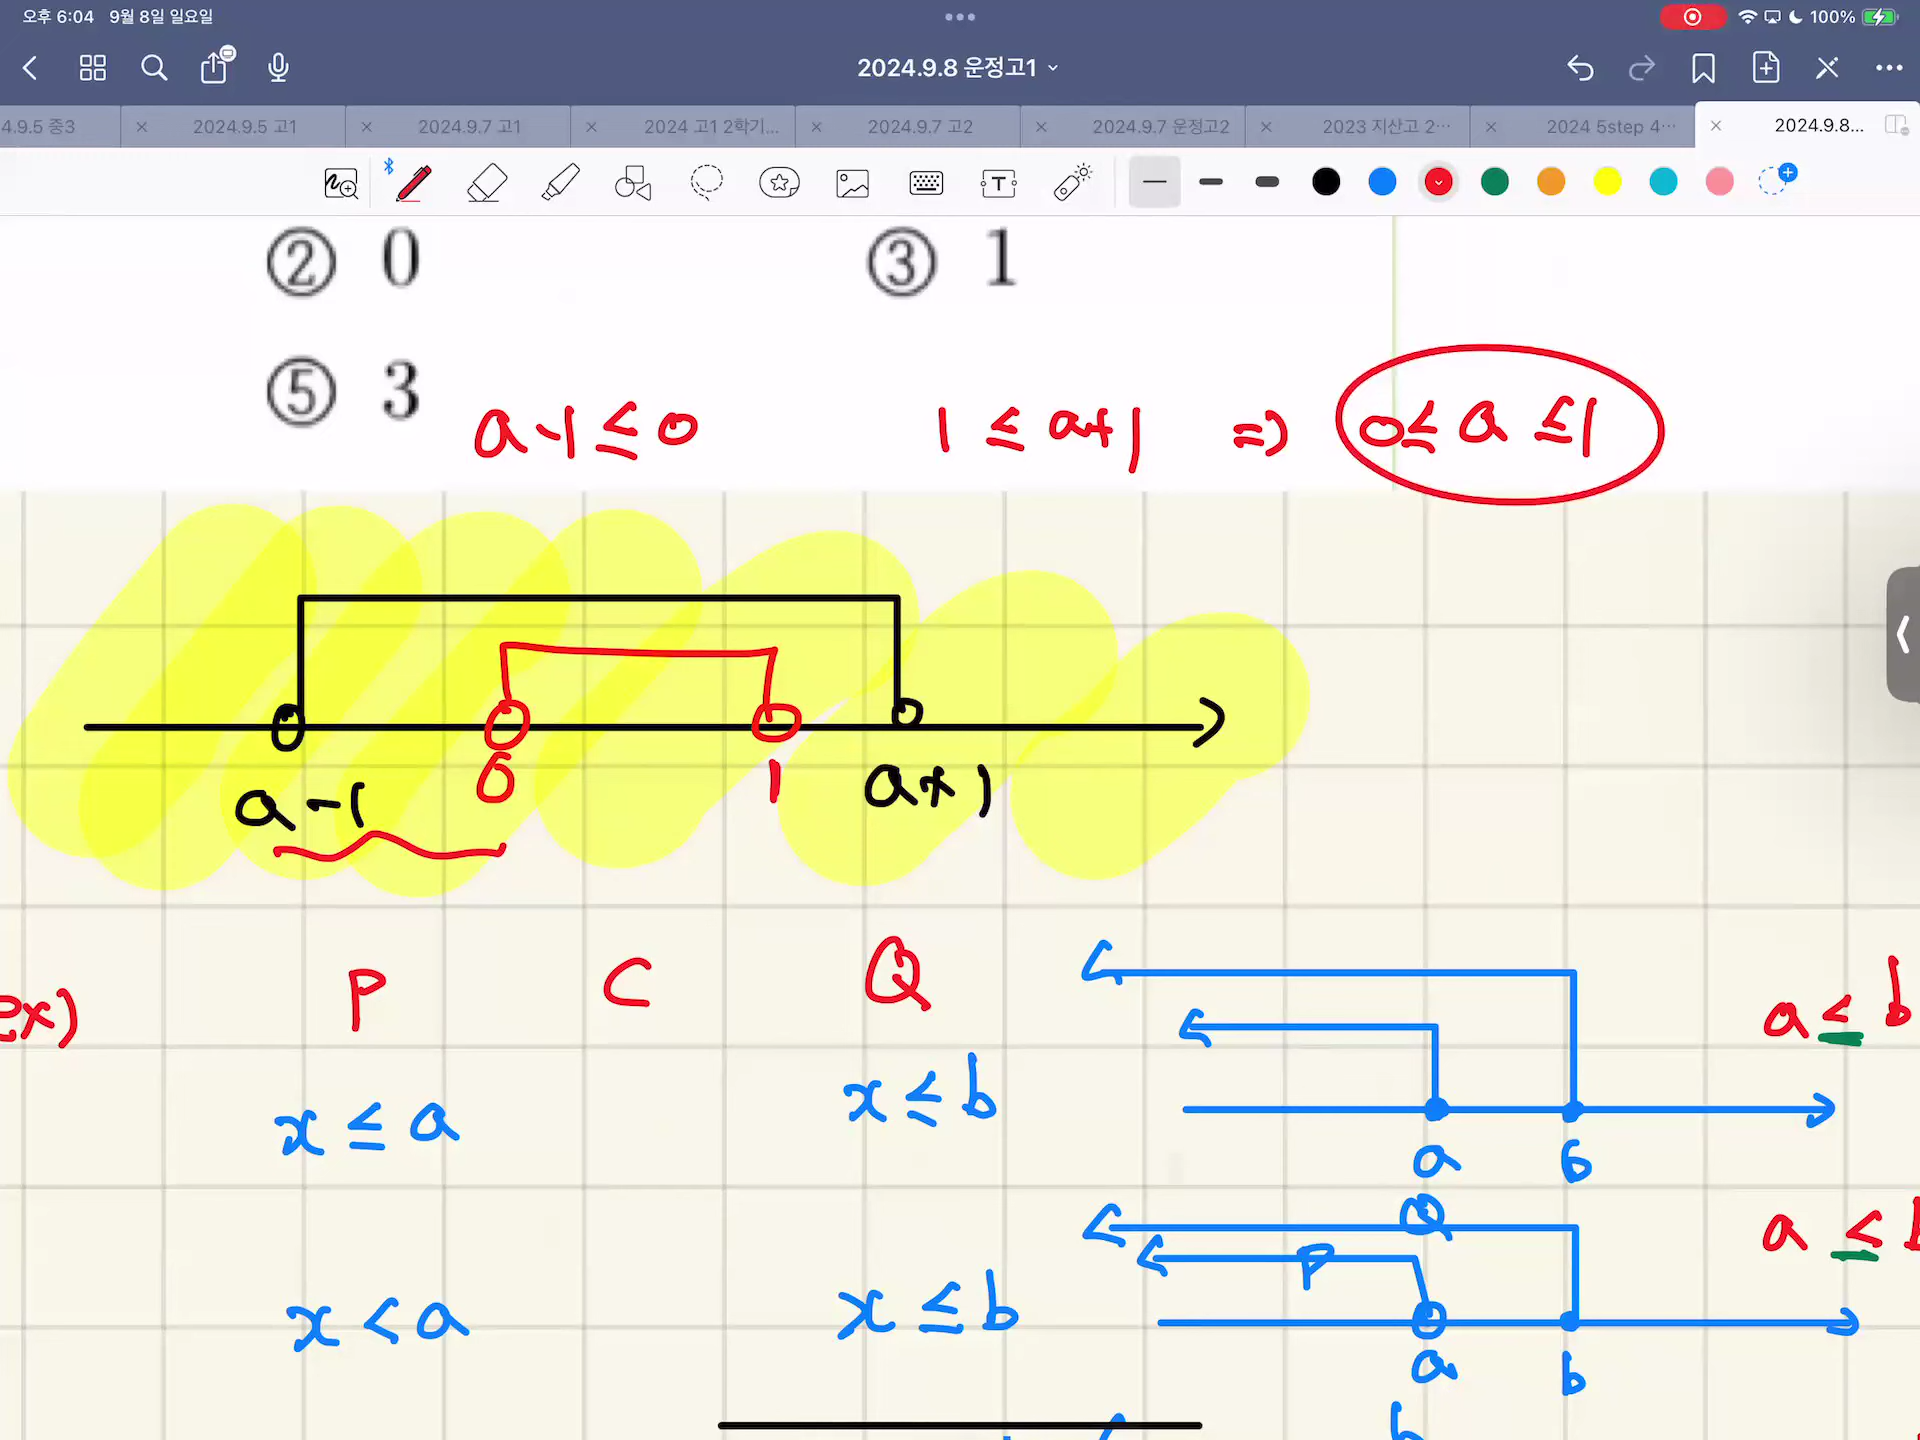 오후 6:04 9월 8일 일요일
100%
2024.9.8 운정고1
4.9.5 중3
2024.9.5 고1
2024.9.7 고1
2024 고1 2학기...
2024.9.7 고2
2024.9.7 운정고2
2023 지산고 2...
2024 5step 4...
2024.9.8...
② 0
③ 1
⑤ 3
a-1 ≤ 0
1 ≤ a+1 ⇒ 0 ≤ a ≤ 1
0 1
a-1 a+1
ex) P ⊂ Q
a ≤ b
x ≤ a x ≤ b
a b
Q
P
a ≤
x < a x ≤ b
a b
b